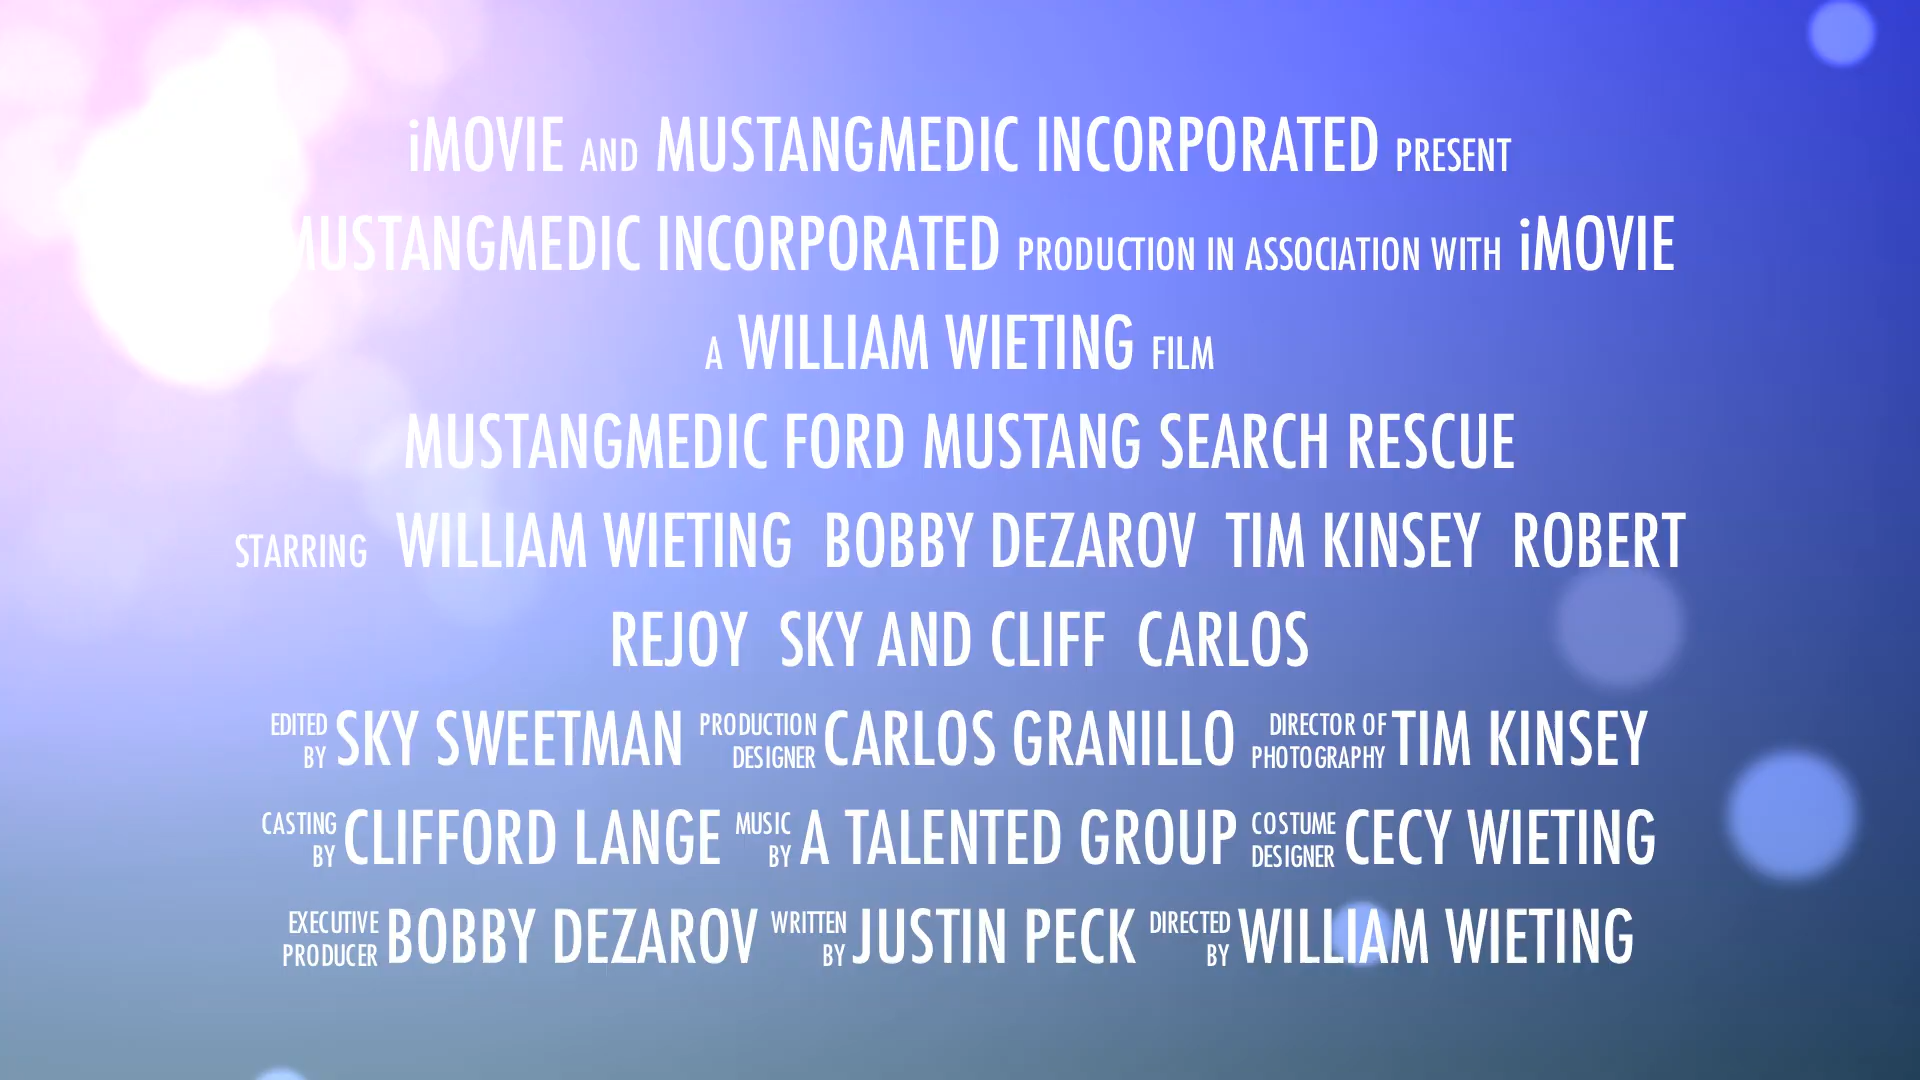 iMOVIE AND MUSTANGMEDIC INCORPORATED PRESENT
MUSTANGMEDIC INCORPORATED PRODUCTION IN ASSOCIATION WITH iMOVIE
A WILLIAM WIETING FILM
MUSTANGMEDIC FORD MUSTANG SEARCH RESCUE
STARRING WILLIAM WIETING BOBBY DEZAROV TIM KINSEY ROBERT
REJOY SKY AND CLIFF CARLOS
EDITED BY SKY SWEETMAN PRODUCTION DESIGNER CARLOS GRANILLO DIRECTOR OF PHOTOGRAPHY TIM KINSEY
CASTING BY CLIFFORD LANGE MUSIC BY A TALENTED GROUP COSTUME DESIGNER CECY WIETING
EXECUTIVE PRODUCER BOBBY DEZAROV WRITTEN BY JUSTIN PECK DIRECTED BY WILLIAM WIETING